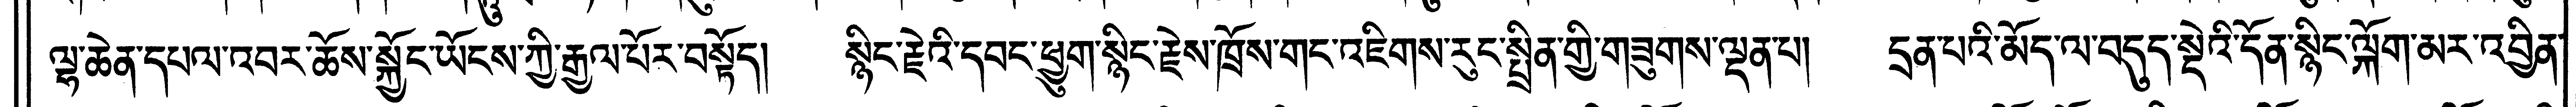 ལྷ་ཆེན་དཔལ་འབར་ཆོས་སྐྱོང་ཡོངས་ཀྱི་རྒྱལ་པོར་བསྟོད། སྙིང་རྗེའི་དབང་ཕྱུག་སྙིང་རྗེས་ཁྲོས་གང་འཇིགས་རུང་སྤྲིན་གྱི་གཟུགས་ལྡན་པ། དྲན་པའི་མོད་ལ་བདུད་སྡེའི་དོན་སྙིང་ལྐོག་མར་འབྱིན་